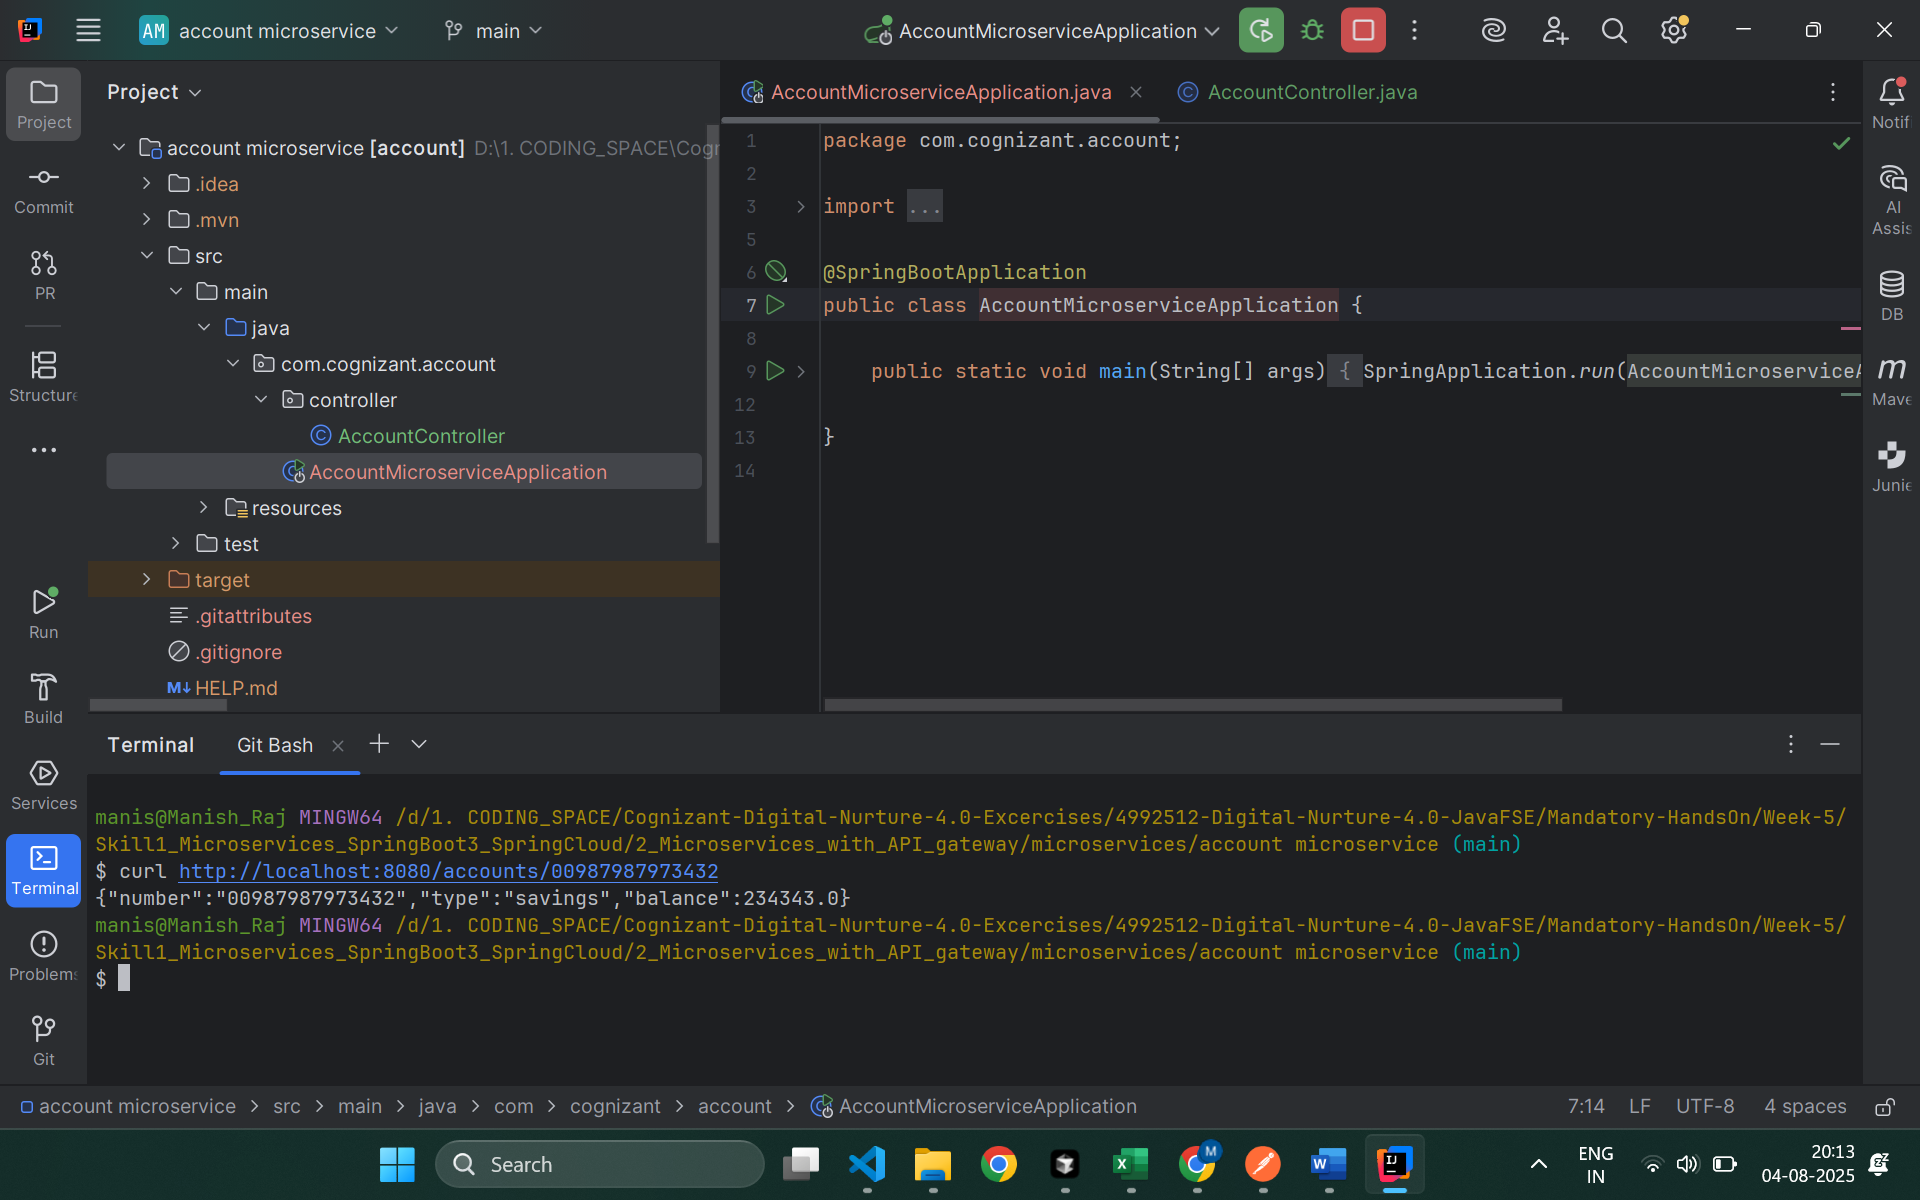 AM account microservice main AccountMicroserviceApplication
Project
Project
Commit
PR
Structure
Run
Build
Services
Terminal
Problems
Git
account microservice [account] D:\1. CODING_SPACE\Cogn
.idea
.mvn
src
main
java
com.cognizant.account
controller
AccountController
AccountMicroserviceApplication
resources
test
target
.gitattributes
.gitignore
M↓ HELP.md
AccountMicroserviceApplication.java AccountController.java
1 package com.cognizant.account;
2
3 import ...
5
6 @SpringBootApplication
7 public class AccountMicroserviceApplication {
8
9 public static void main(String[] args) { SpringApplication.run(AccountMicroserviceA
12
13 }
14
Notifi
AI
Assis
DB
Mave
Junie
Terminal Git Bash
manis@Manish_Raj MINGW64 /d/1. CODING_SPACE/Cognizant-Digital-Nurture-4.0-Excercises/4992512-Digital-Nurture-4.0-JavaFSE/Mandatory-HandsOn/Week-5/
Skill1_Microservices_SpringBoot3_SpringCloud/2_Microservices_with_API_gateway/microservices/account microservice (main)
$ curl http://localhost:8080/accounts/00987987973432
{"number":"00987987973432","type":"savings","balance":234343.0}
manis@Manish_Raj MINGW64 /d/1. CODING_SPACE/Cognizant-Digital-Nurture-4.0-Excercises/4992512-Digital-Nurture-4.0-JavaFSE/Mandatory-HandsOn/Week-5/
Skill1_Microservices_SpringBoot3_SpringCloud/2_Microservices_with_API_gateway/microservices/account microservice (main)
$
account microservice > src > main > java > com > cognizant > account > AccountMicroserviceApplication 7:14 LF UTF-8 4 spaces
Search
ENG
IN
20:13
04-08-2025